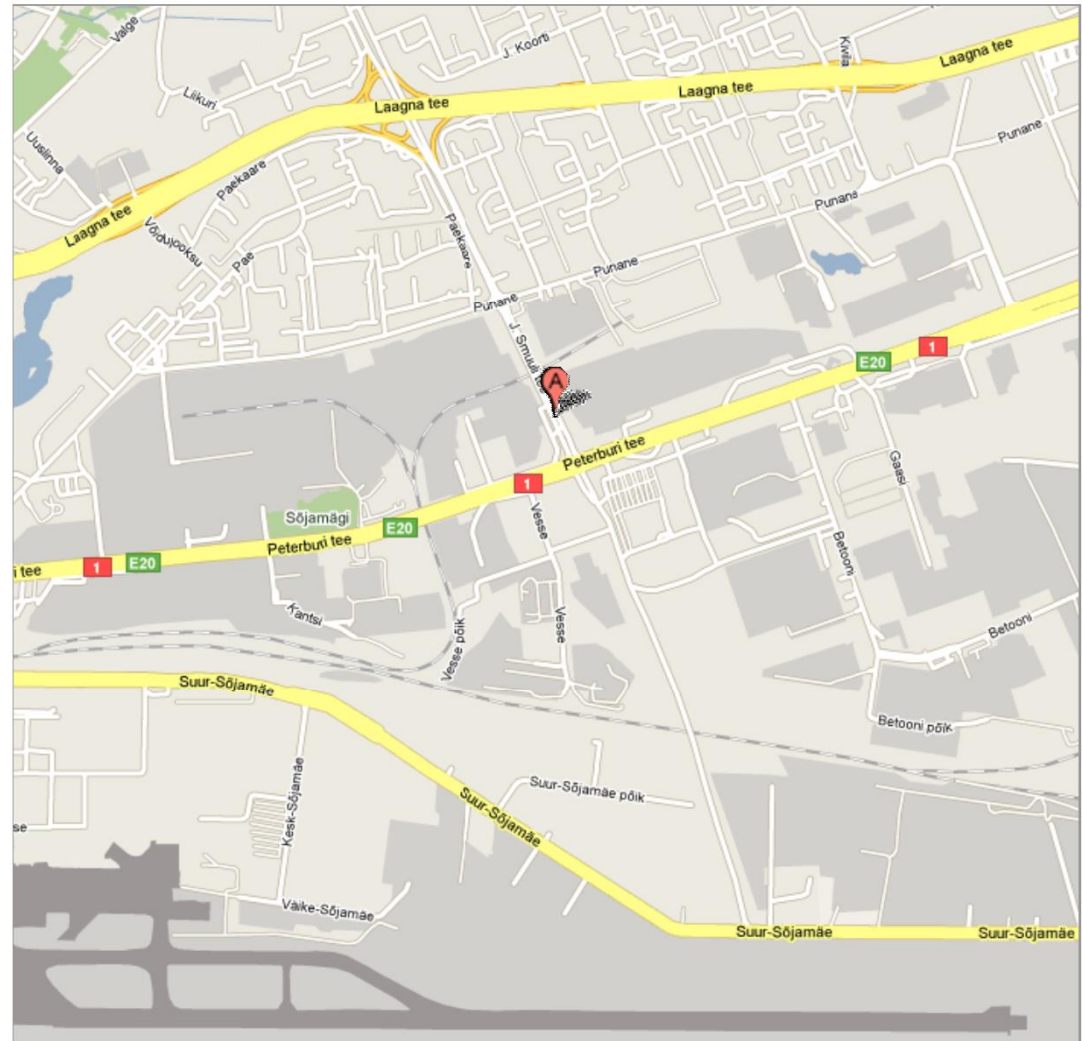 Valge
J. Koorti
Kivila
Laagna tee
Laagna tee
Laagna tee
Liikuri
Uuslinna
Paekaare
Punane
Punane
Laagna tee
Võidujooksu
Pae
Paekaare
Punane
Punane
J. Smuuli
A
1
E20
Peterburi tee
1
Gaasi
Sõjamägi
E20
Vesse
Peterburi tee
Betooni
i tee
1
E20
Kantsi
Vesse
Betooni
Vesse põik
Suur-Sõjamäe
Betooni põik
Suur-Sõjamäe põik
Kesk-Sõjamäe
Suur-Sõjamäe
se
Väike-Sõjamäe
Suur-Sõjamäe
Suur-Sõjamäe